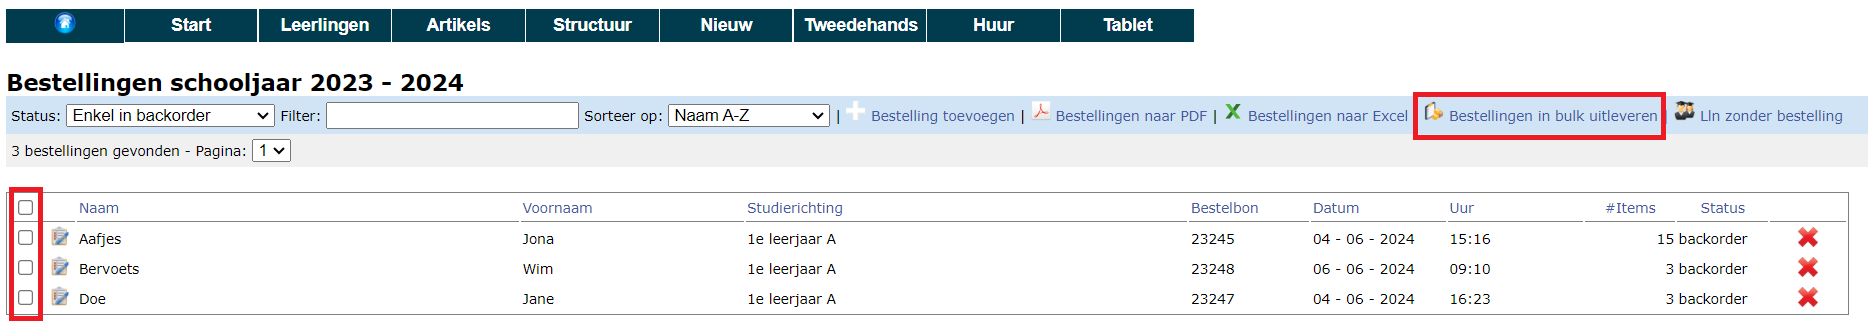 Start Leerlingen Artikels Structuur Nieuw Tweedehands Huur Tablet
Bestellingen schooljaar 2023 - 2024
Status: Enkel in backorder Filter: Sorteer op: Naam A-Z | Bestelling toevoegen | Bestellingen naar PDF | Bestellingen naar Excel Bestellingen in bulk uitleveren Lln zonder bestelling
3 bestellingen gevonden - Pagina: 1
Naam Voornaam Studierichting Bestelbon Datum Uur #Items Status
Aafjes Jona 1e leerjaar A 23245 04 - 06 - 2024 15:16 15 backorder
Bervoets Wim 1e leerjaar A 23248 06 - 06 - 2024 09:10 3 backorder
Doe Jane 1e leerjaar A 23247 04 - 06 - 2024 16:23 3 backorder